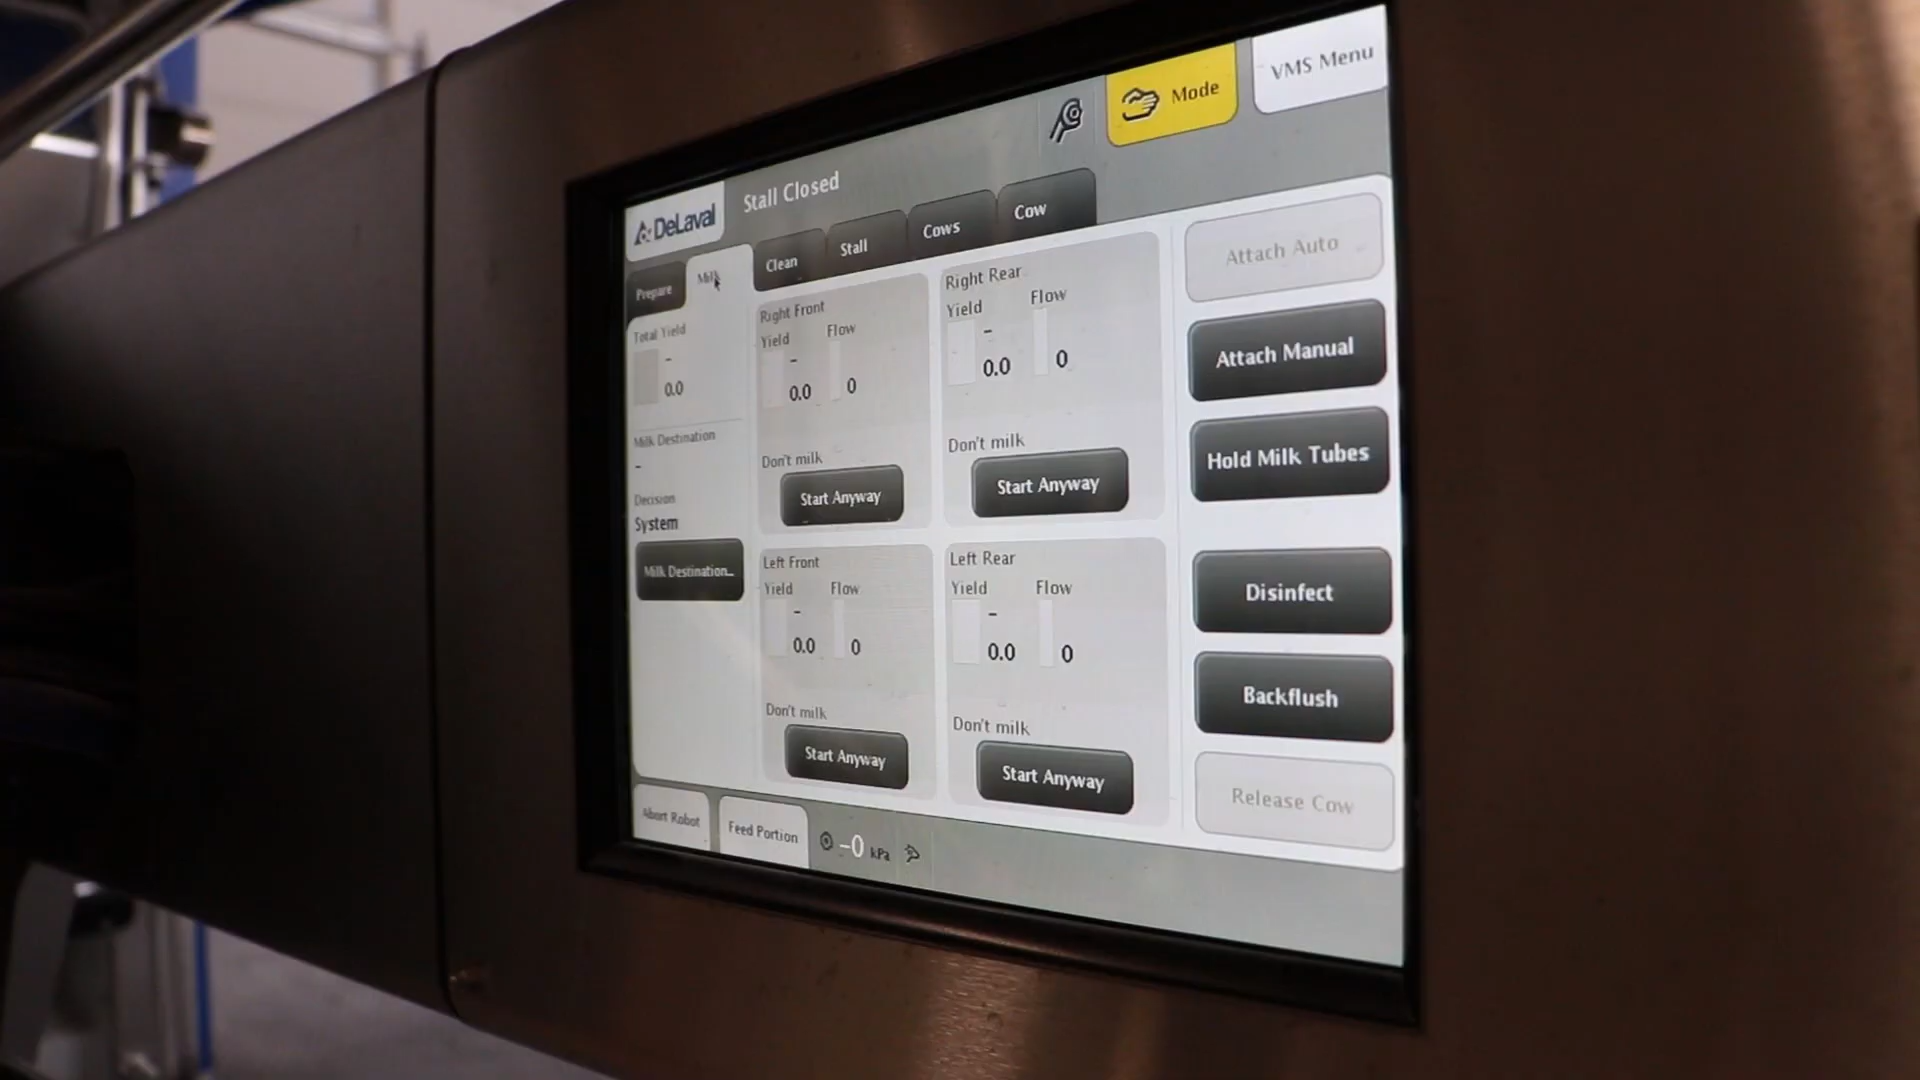 VMS Menu
Mode
DeLaval
Stall Closed
Prepare
Milk
Clean
Stall
Cows
Cow
Total Yield
-
0.0
Milk Destination
-
Decision
System
Milk Destination...
Right Front
Yield
Flow
-
0.0
0
Don't milk
Start Anyway
Right Rear
Yield
Flow
-
0.0
0
Don't milk
Start Anyway
Left Front
Yield
Flow
-
0.0
0
Don't milk
Start Anyway
Left Rear
Yield
Flow
-
0.0
0
Don't milk
Start Anyway
Attach Auto
Attach Manual
Hold Milk Tubes
Disinfect
Backflush
Release Cow
Abort Robot
Feed Portion
-0 kPa